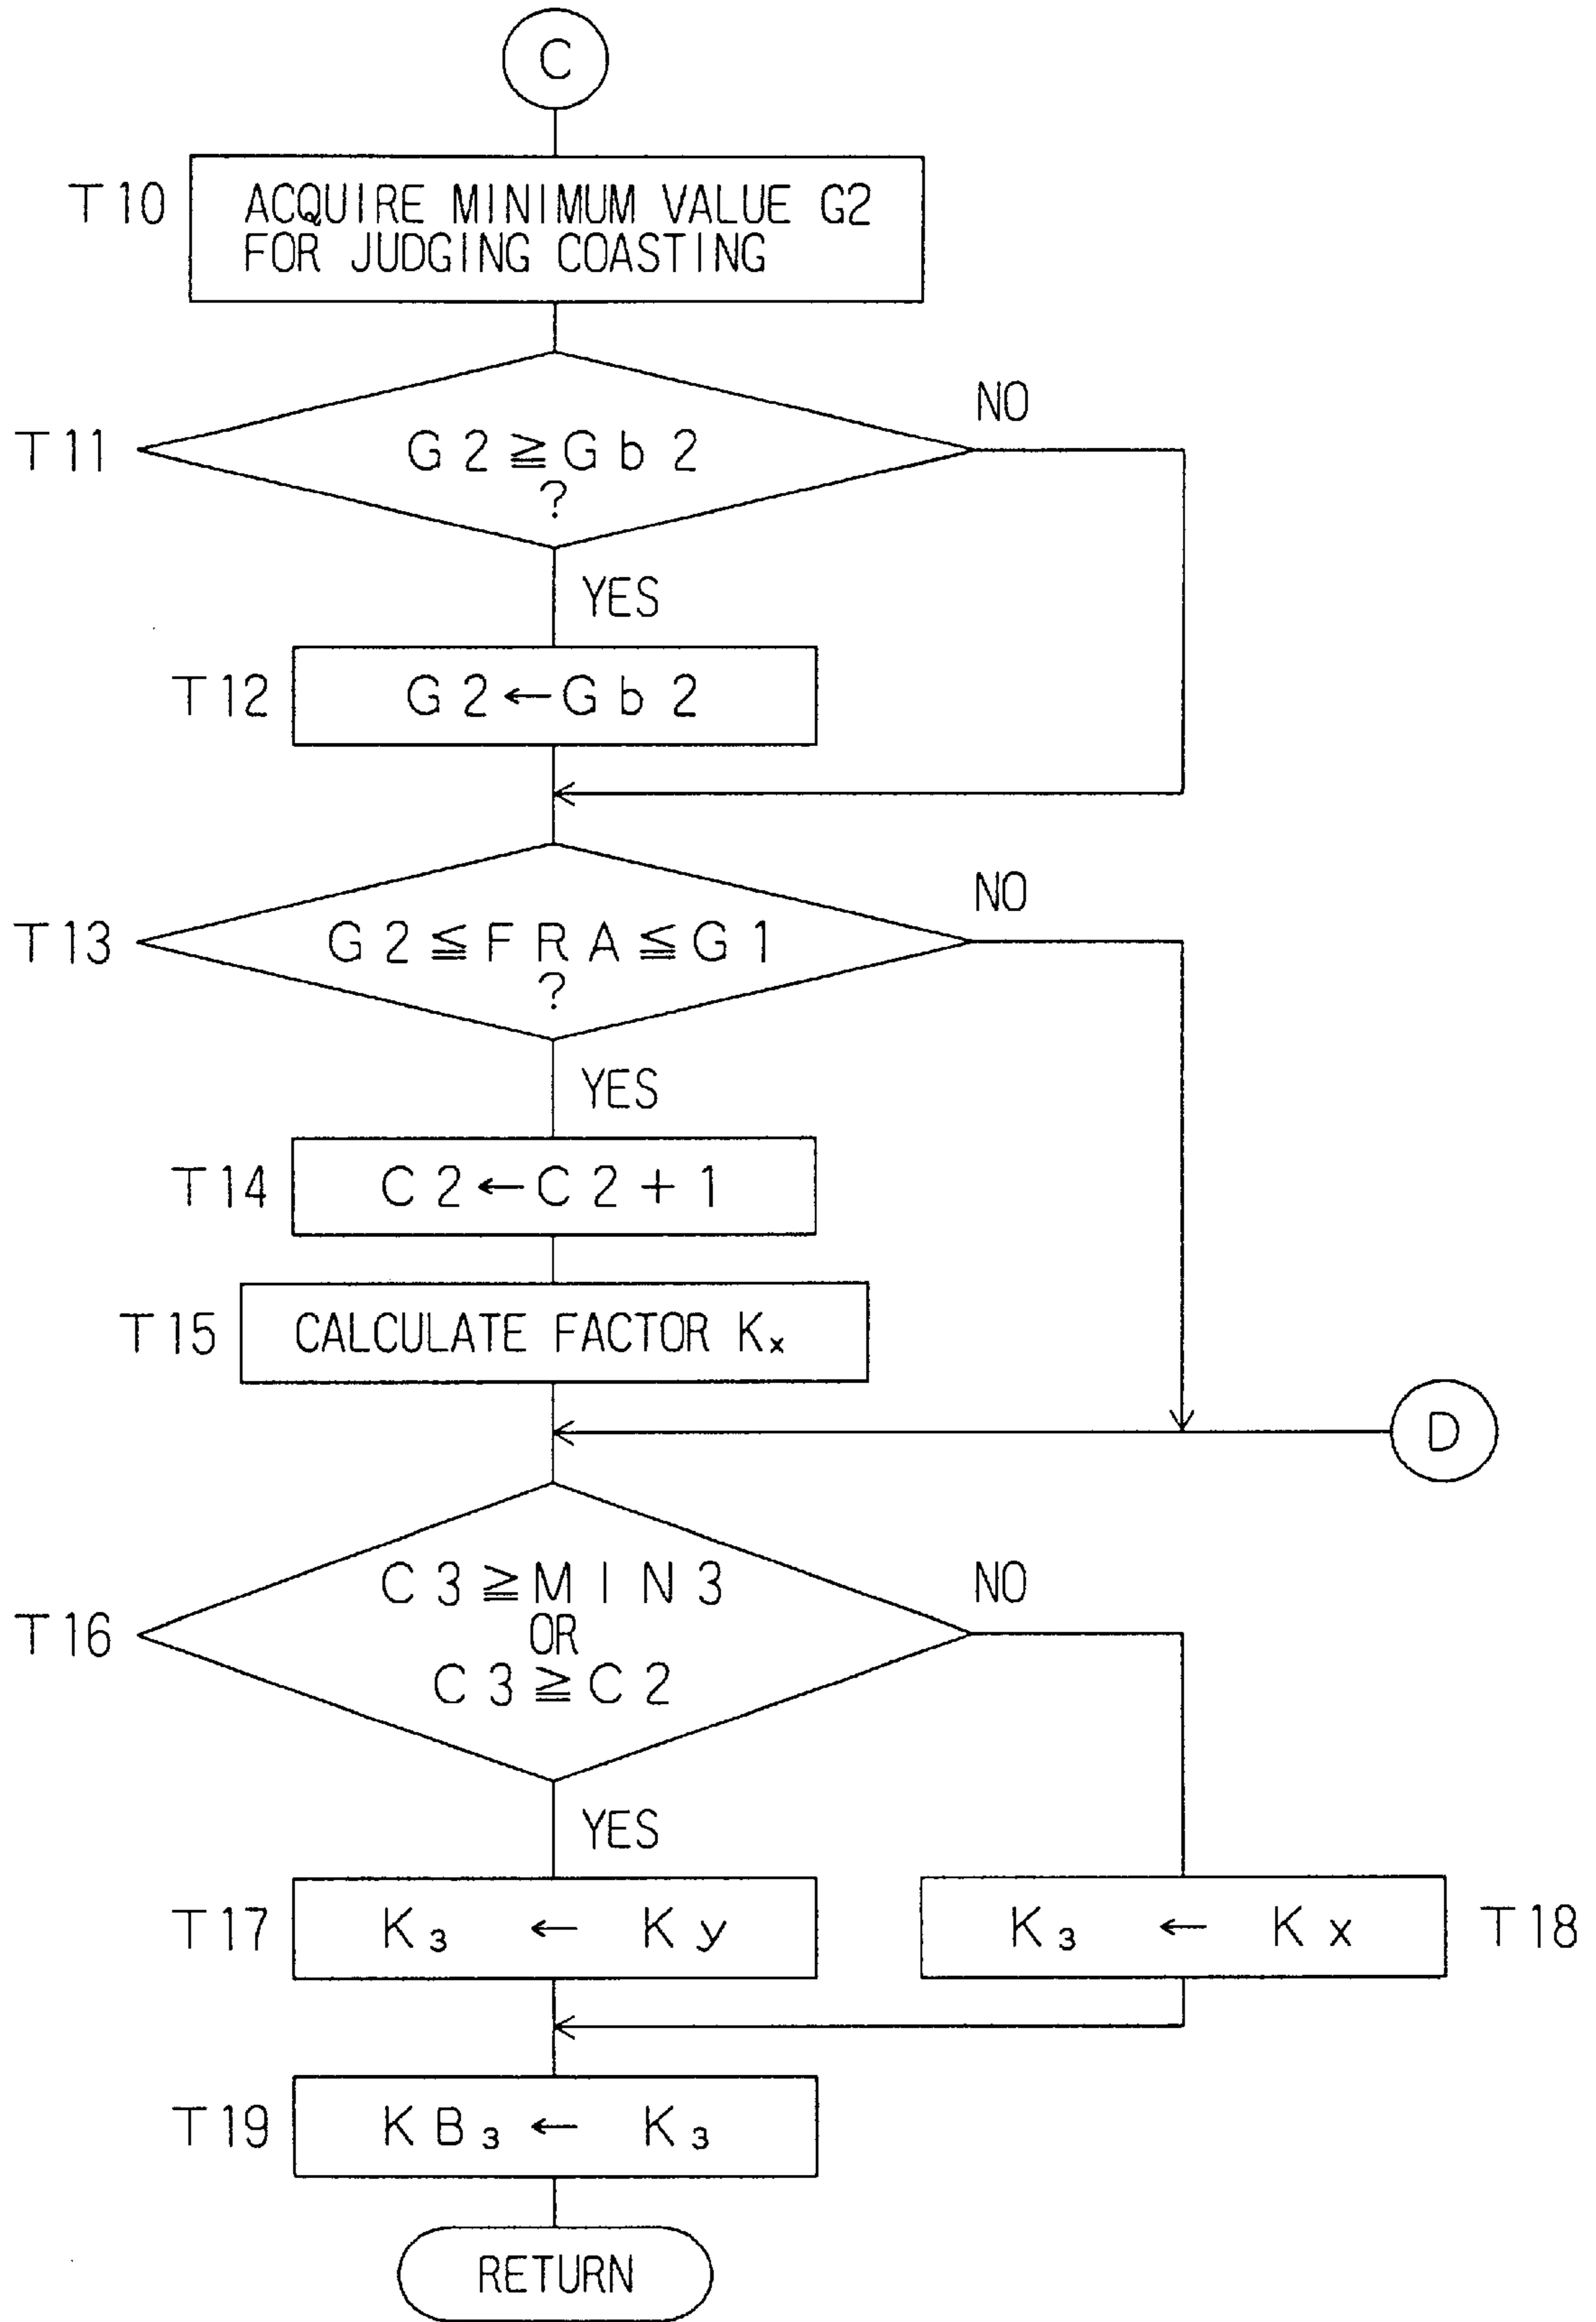 C
T10
ACQUIRE MINIMUM VALUE G2
FOR JUDGING COASTING
T11
G2≧Gb2
?
NO
YES
T12
G2←Gb2
T13
G2≦FRA≦G1
?
NO
YES
T14
C2←C2+1
T15
CALCULATE FACTOR Kₓ
D
T16
C3≧MIN3
OR
C3≧C2
NO
YES
T17
K₃ ← Ky
K₃ ← Kx
T18
T19
KB₃ ← K₃
RETURN